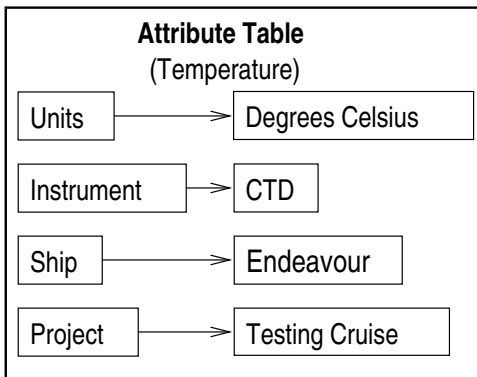 Attribute Table
(Temperature)
Units Degrees Celsius
Instrument CTD
Ship Endeavour
Project Testing Cruise